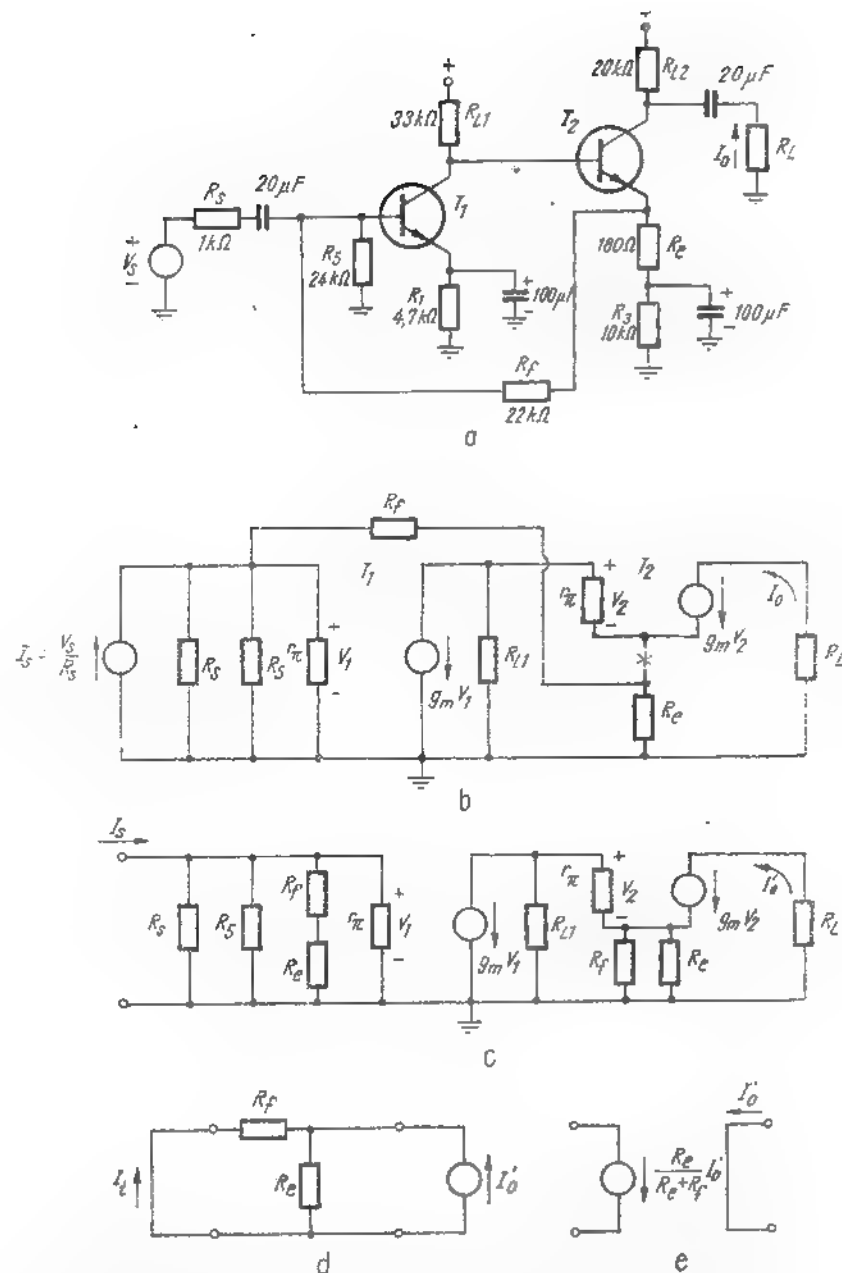 +
20kΩ R_L2
20µF
+
33kΩ R_L1
T_2
I_o R_L
20µF
R_s
1kΩ
T_1
V_s + −
R_5
24kΩ
180Ω R_e
R_1
4,7kΩ
+
−
100µF
R_3
10kΩ
+
−
100µF
R_f
22kΩ
a
R_f
T_1
r_π
+
V_2
−
T_2
I_o
I_s = V_s/R_s
R_s
R_5
r_π
+
V_1
−
g_m V_1
R_L1
g_m V_2
R_e
R_L
b
I_s
R_s
R_5
R_f
R_e
r_π
+
V_1
−
g_m V_1
R_L1
r_π
+
V_2
−
R_f
R_e
g_m V_2
R_L
c
R_f
I_o'
I_o'
R_e
I_o'
R_e/(R_e+R_f) I_o'
d
e